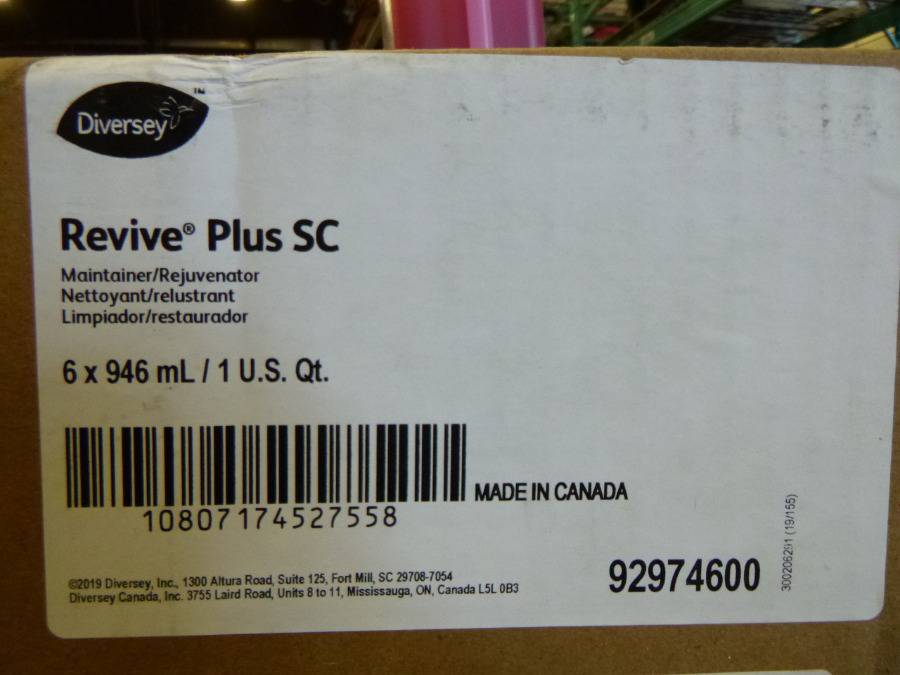 Diversey™
Revive® Plus SC
Maintainer/Rejuvenator
Nettoyant/relustrant
Limpiador/restaurador
6 x 946 mL / 1 U.S. Qt.
MADE IN CANADA
10807174527558
©2019 Diversey, Inc., 1300 Altura Road, Suite 125, Fort Mill, SC 29708-7054
Diversey Canada, Inc. 3755 Laird Road, Units 8 to 11, Mississauga, ON, Canada L5L 0B3
92974600
300206291 (19/155)